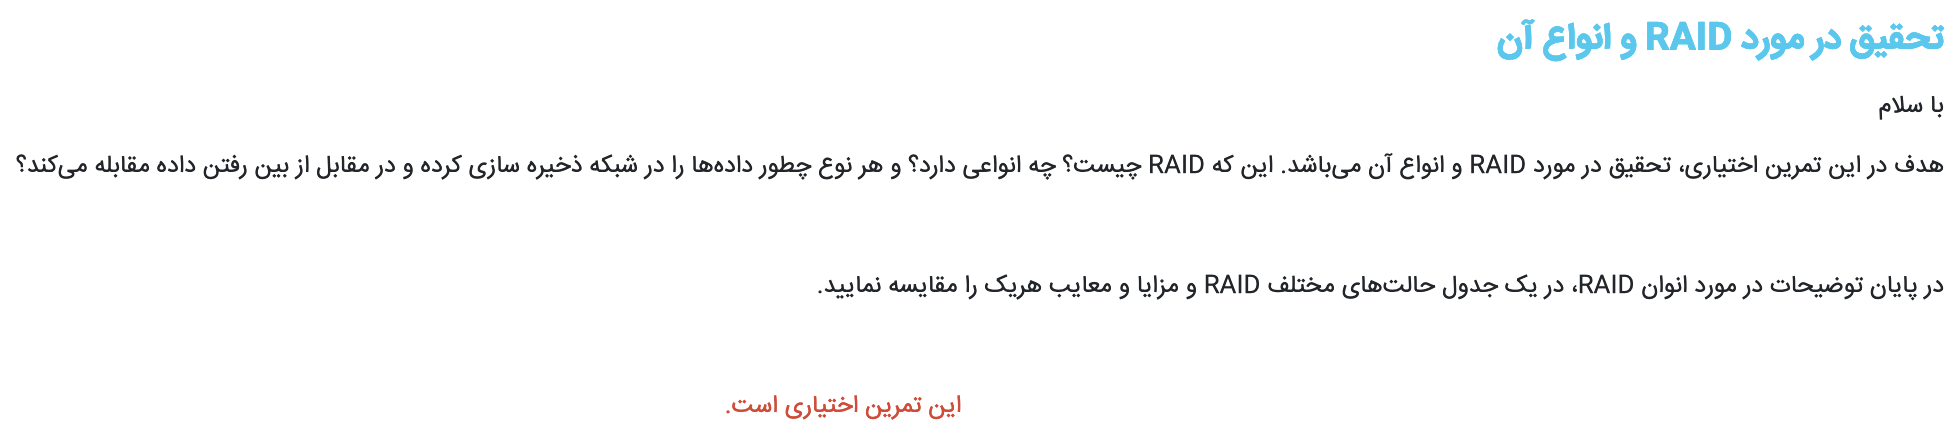 تحقیق در مورد RAID و انواع آن
با سلام
هدف در این تمرین اختیاری، تحقیق در مورد RAID و انواع آن می‌باشد. این که RAID چیست؟ چه انواعی دارد؟ و هر نوع چطور داده‌ها را در شبکه ذخیره سازی کرده و در مقابل از بین رفتن داده مقابله می‌کند؟
در پایان توضیحات در مورد انوان RAID، در یک جدول حالت‌های مختلف RAID و مزایا و معایب هریک را مقایسه نمایید.
این تمرین اختیاری است.